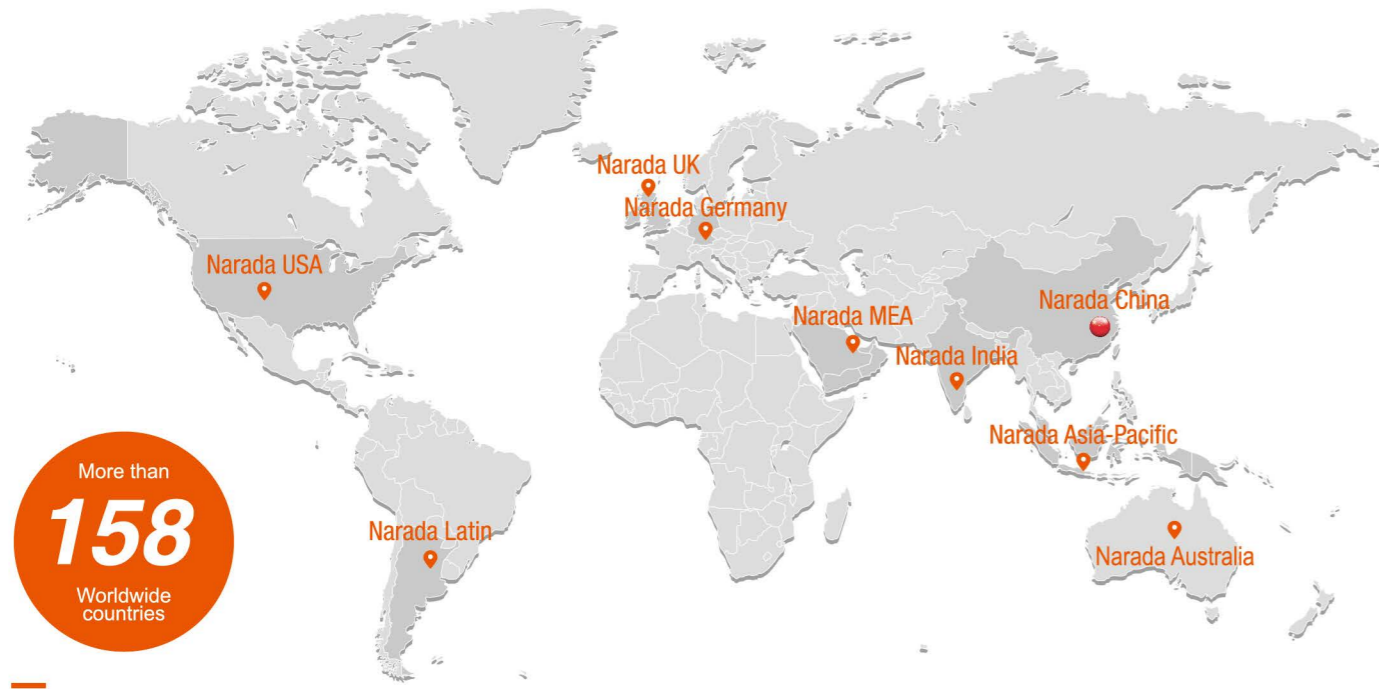 Narada UK
Narada Germany
Narada USA
Narada China
Narada MEA
Narada India
Narada Asia-Pacific
Narada Latin
Narada Australia
More than
158
Worldwide
countries